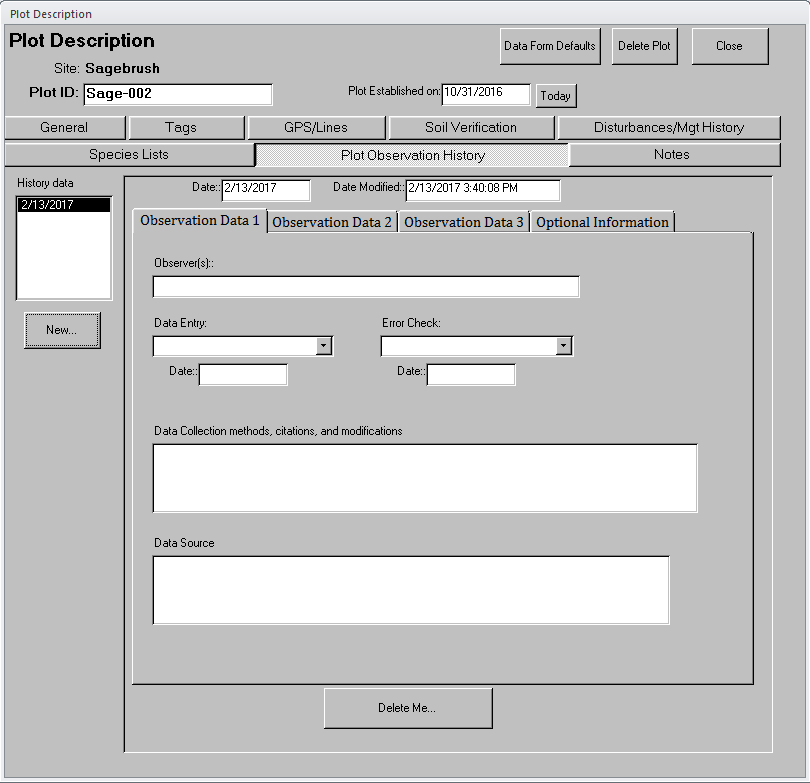 Plot Description
Plot Description
Data Form Defaults
Delete Plot
Close
Site: Sagebrush
Plot ID: Sage-002
Plot Established on: 10/31/2016
Today
General
Tags
GPS/Lines
Soil Verification
Disturbances/Mgt History
Species Lists
Plot Observation History
Notes
History data
2/13/2017
New...
Date:: 2/13/2017
Date Modified:: 2/13/2017 3:40:08 PM
Observation Data 1
Observation Data 2
Observation Data 3
Optional Information
Observer(s)::
Data Entry:
Error Check:
Date::
Date::
Data Collection methods, citations, and modifications
Data Source
Delete Me...